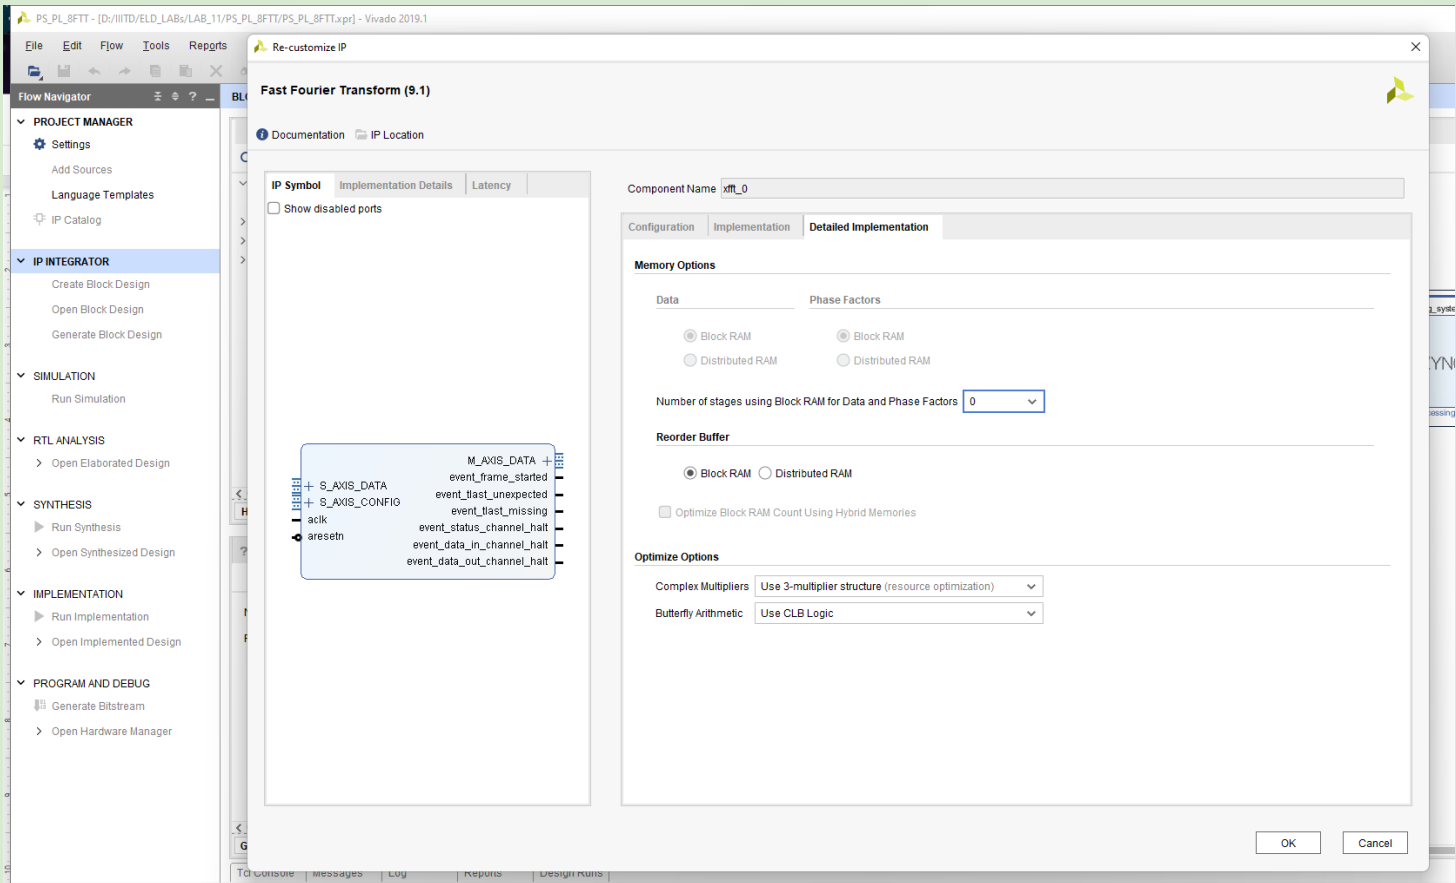 PS_PL_8FTT - [D:/IIITD/ELD_LABs/LAB_11/PS_PL_8FTT/PS_PL_8FTT.xpr] - Vivado 2019.1
File Edit Flow Tools Reports
Re-customize IP
Flow Navigator
PROJECT MANAGER
Settings
Add Sources
Language Templates
IP Catalog
IP INTEGRATOR
Create Block Design
Open Block Design
Generate Block Design
SIMULATION
Run Simulation
RTL ANALYSIS
Open Elaborated Design
SYNTHESIS
Run Synthesis
Open Synthesized Design
IMPLEMENTATION
Run Implementation
Open Implemented Design
PROGRAM AND DEBUG
Generate Bitstream
Open Hardware Manager
Fast Fourier Transform (9.1)
Documentation IP Location
IP Symbol Implementation Details Latency
Show disabled ports
S_AXIS_DATA
S_AXIS_CONFIG
aclk
aresetn
M_AXIS_DATA
event_frame_started
event_tlast_unexpected
event_tlast_missing
event_status_channel_halt
event_data_in_channel_halt
event_data_out_channel_halt
Component Name xfft_0
Configuration Implementation Detailed Implementation
Memory Options
Data Phase Factors
Block RAM Block RAM
Distributed RAM Distributed RAM
Number of stages using Block RAM for Data and Phase Factors 0
Reorder Buffer
Block RAM Distributed RAM
Optimize Block RAM Count Using Hybrid Memories
Optimize Options
Complex Multipliers Use 3-multiplier structure (resource optimization)
Butterfly Arithmetic Use CLB Logic
OK Cancel
Tcl Console Messages Log Reports Design Runs